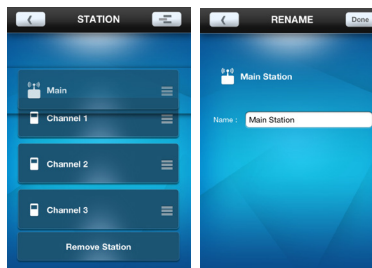 STATION
Main
Channel 1
Channel 2
Channel 3
Remove Station
RENAME
Done
Main Station
Name :
Main Station